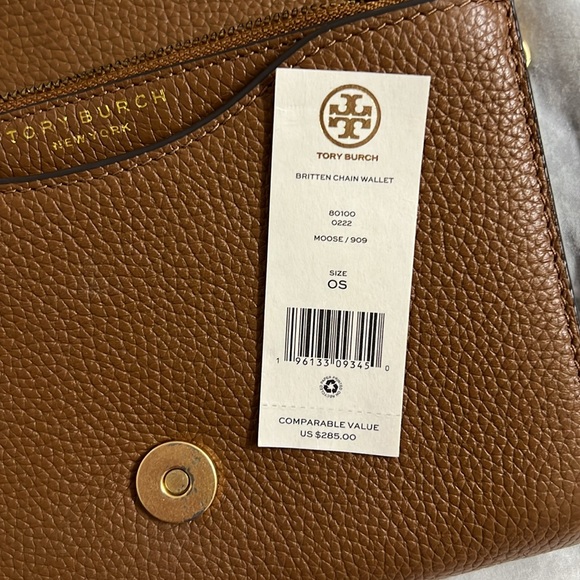 TORY BURCH
NEW YORK
TORY BURCH
BRITTEN CHAIN WALLET
80100
0222
MOOSE / 909
SIZE
OS
1 96133 09345 0
COMPARABLE VALUE
US $285.00